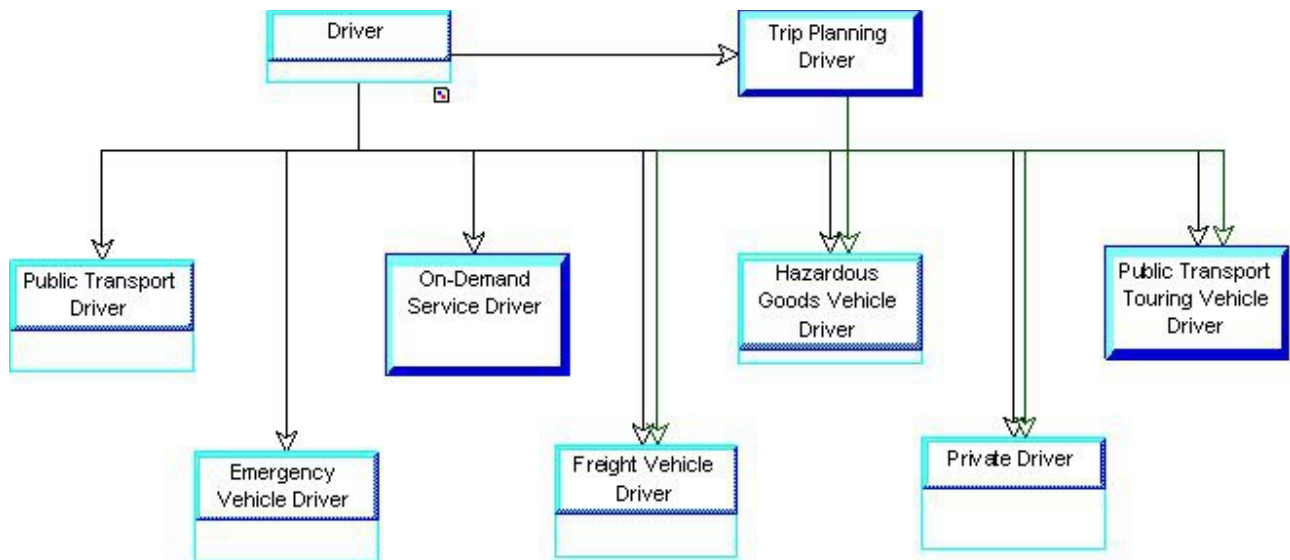 Driver
Trip Planning
Driver
Public Transport
Driver
On-Demand
Service Driver
Hazardous
Goods Vehicle
Driver
Public Transport
Touring Vehicle
Driver
Emergency
Vehicle Driver
Freight Vehicle
Driver
Private Driver